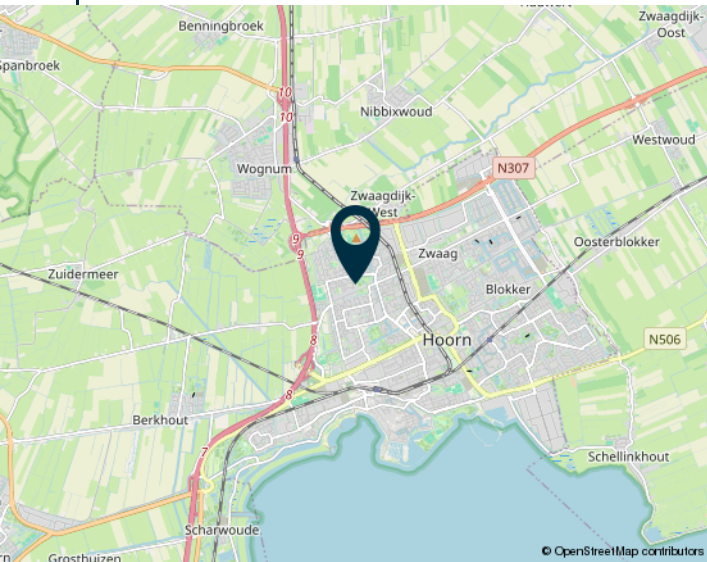 Benningbroek
Zwaagdijk-
Oost
Spanbroek
10
10
Nibbixwoud
Westwoud
Wognum
N307
Zwaagdijk-
West
9
9
Zwaag
Oosterblokker
Zuidermeer
Blokker
8
Hoorn
N506
8
Berkhout
7
Schellinkhout
Scharwoude
Grosthuizen
© OpenStreetMap contributors